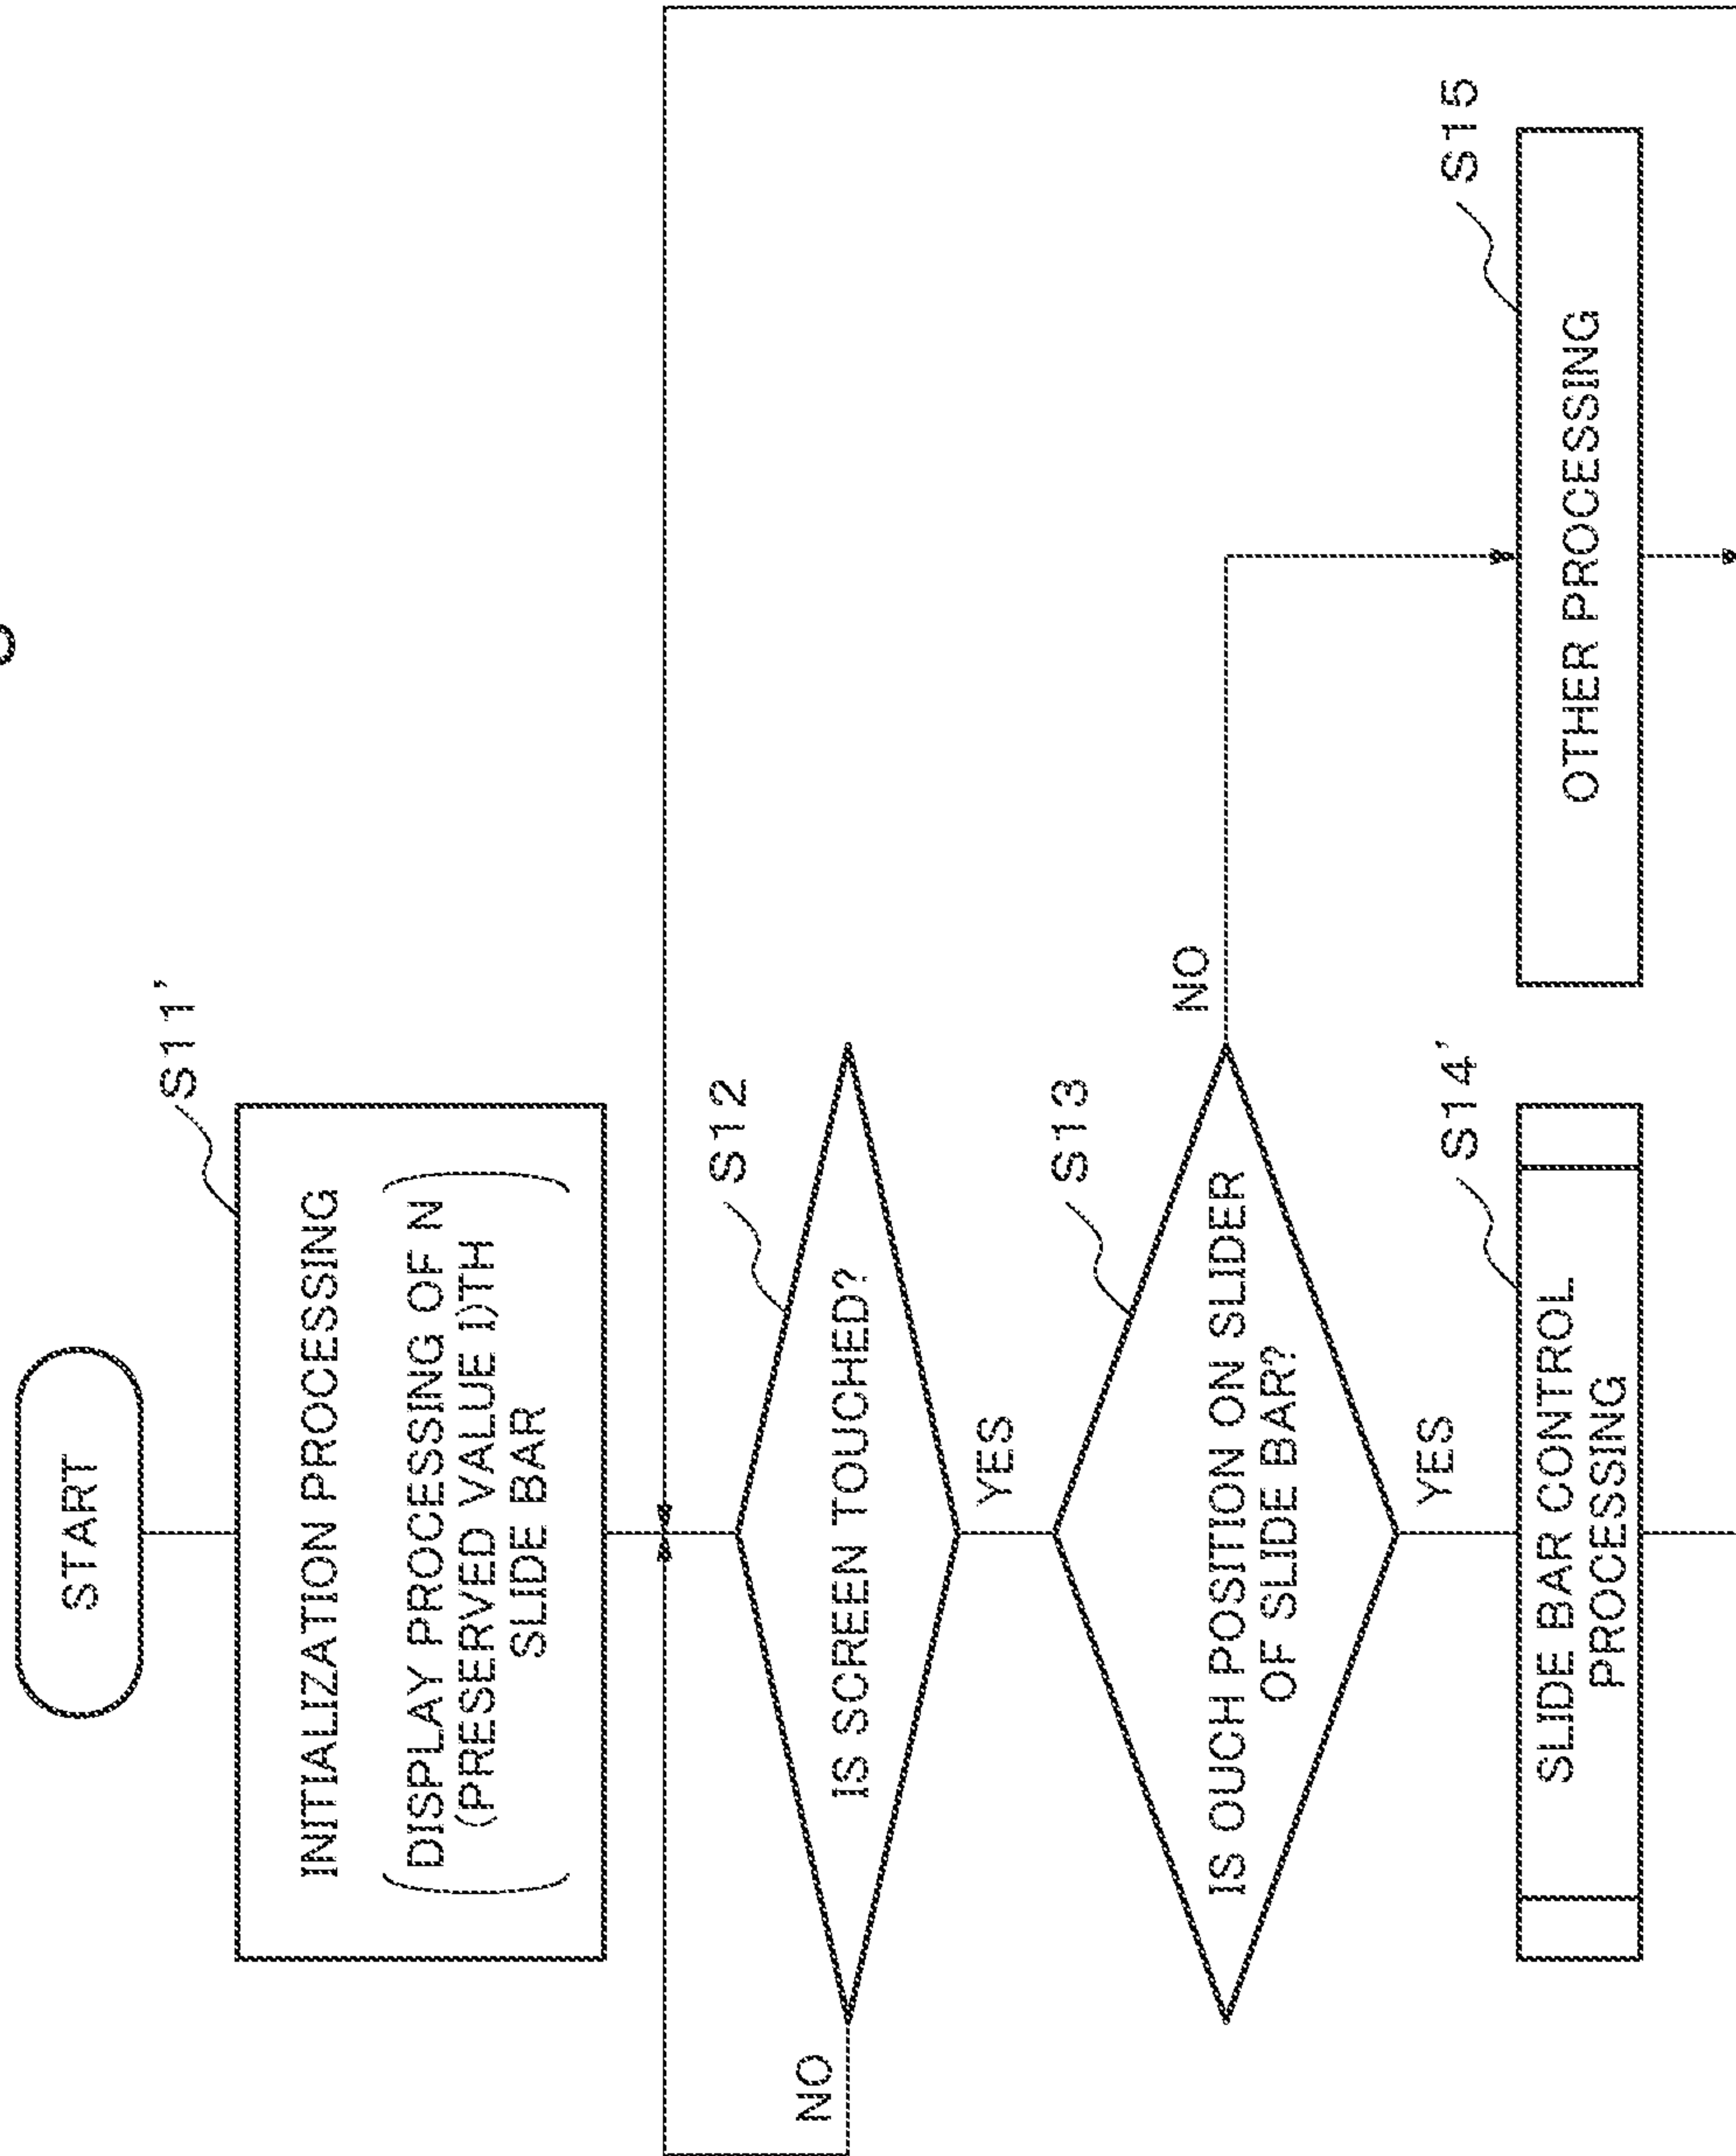 START
S11'
INITIALIZATION PROCESSING
DISPLAY PROCESSING OF N
(PRESERVED VALUE I)TH
SLIDE BAR
S12
IS SCREEN TOUCHED?
NO
YES
S13
IS OUCH POSITION ON SLIDER
OF SLIDE BAR?
NO
YES
S14'
SLIDE BAR CONTROL
PROCESSING
S15
OTHER PROCESSING